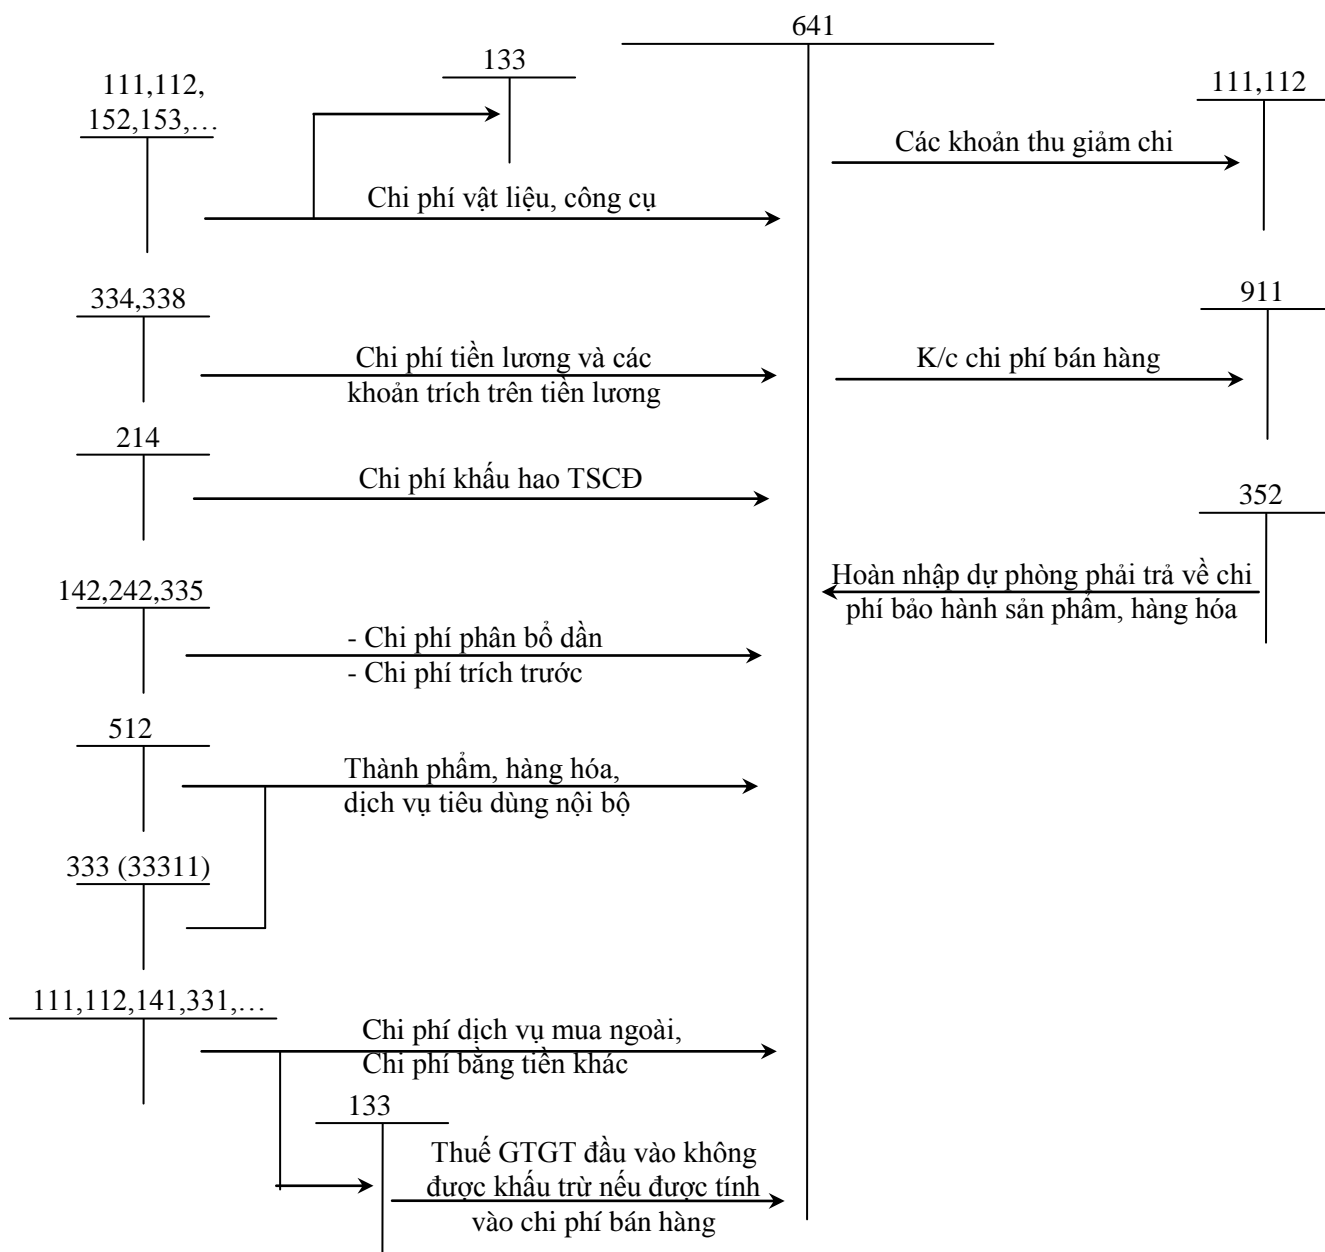 641
133
111,112,
152,153,…
111,112
Các khoản thu giảm chi
Chi phí vật liệu, công cụ
334,338
911
Chi phí tiền lương và các
khoản trích trên tiền lương
K/c chi phí bán hàng
214
Chi phí khấu hao TSCĐ
352
142,242,335
Hoàn nhập dự phòng phải trả về chi
phí bảo hành sản phẩm, hàng hóa
- Chi phí phân bổ dần
- Chi phí trích trước
512
Thành phẩm, hàng hóa,
dịch vụ tiêu dùng nội bộ
333 (33311)
111,112,141,331,…
Chi phí dịch vụ mua ngoài,
Chi phí bằng tiền khác
133
Thuế GTGT đầu vào không
được khấu trừ nếu được tính
vào chi phí bán hàng